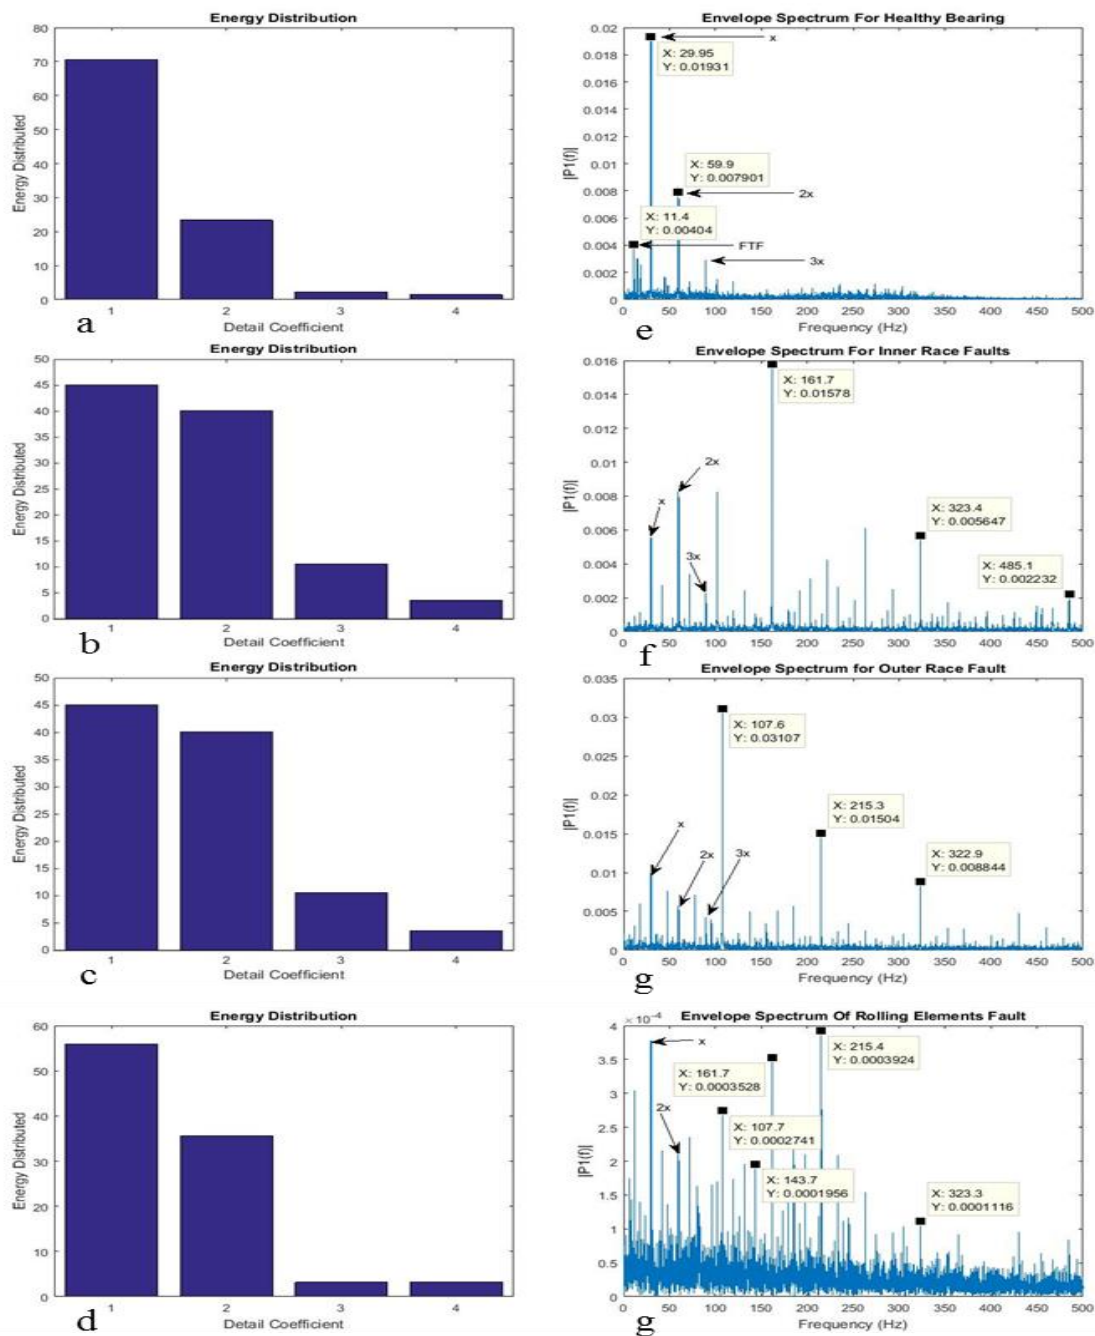 Energy Distribution
80
70
60
50
40
30
20
10
0
Energy Distributed
1 2 3 4
a
Detail Coefficient
Envelope Spectrum For Healthy Bearing
0.02
0.018
0.016
0.014
0.012
0.01
0.008
0.006
0.004
0.002
0
|P1(f)|
x
X: 29.95
Y: 0.01931
X: 59.9
Y: 0.007901
2x
X: 11.4
Y: 0.00404
FTF
3x
0 50 100 150 200 250 300 350 400 450 500
e
Frequency (Hz)
Energy Distribution
50
45
40
35
30
25
20
15
10
5
0
Energy Distributed
1 2 3 4
b
Detail Coefficient
Envelope Spectrum For Inner Race Faults
0.016
0.014
0.012
0.01
0.008
0.006
0.004
0.002
0
|P1(f)|
X: 161.7
Y: 0.01578
2x
x
3x
X: 323.4
Y: 0.005647
X: 485.1
Y: 0.002232
0 50 100 150 200 250 300 350 400 450 500
f
Frequency (Hz)
Energy Distribution
50
45
40
35
30
25
20
15
10
5
0
Energy Distributed
1 2 3 4
c
Detail Coefficient
Envelope Spectrum for Outer Race Fault
0.035
0.03
0.025
0.02
0.015
0.01
0.005
0
|P1(f)|
X: 107.6
Y: 0.03107
X: 215.3
Y: 0.01504
X: 322.9
Y: 0.008844
x
2x
3x
0 50 100 150 200 250 300 350 400 450 500
g
Frequency (Hz)
Energy Distribution
60
50
40
30
20
10
0
Energy Distributed
1 2 3 4
d
Detail Coefficient
× 10⁻⁴
Envelope Spectrum Of Rolling Elements Fault
4
3.5
3
2.5
2
1.5
1
0.5
0
|P1(f)|
x
X: 215.4
Y: 0.0003924
X: 161.7
Y: 0.0003528
2x
X: 107.7
Y: 0.0002741
X: 143.7
Y: 0.0001956
X: 323.3
Y: 0.0001116
0 50 100 150 200 250 300 350 400 450 500
g
Frequency (Hz)